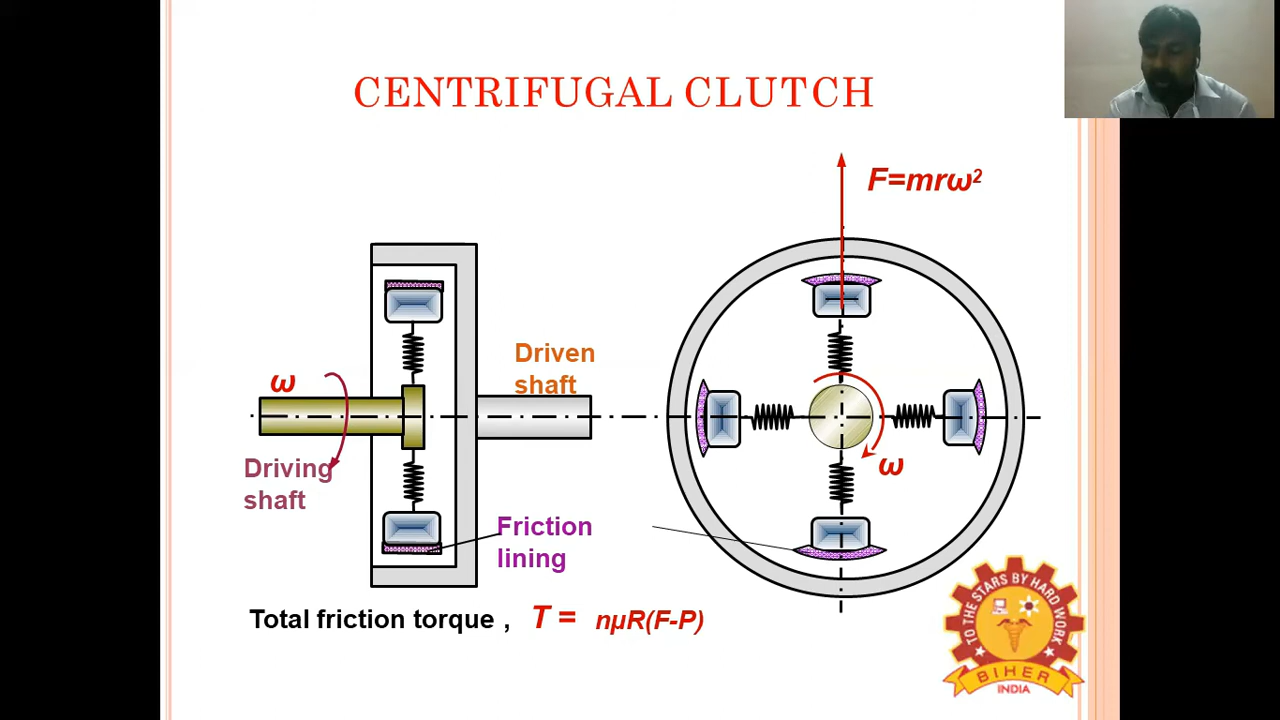 CENTRIFUGAL CLUTCH
F=mrω²
Driven
shaft
ω
Driving
shaft
ω
Friction
lining
Total friction torque , T = nμR(F-P)
TO THE STARS BY HARD WORK
BIHER
INDIA